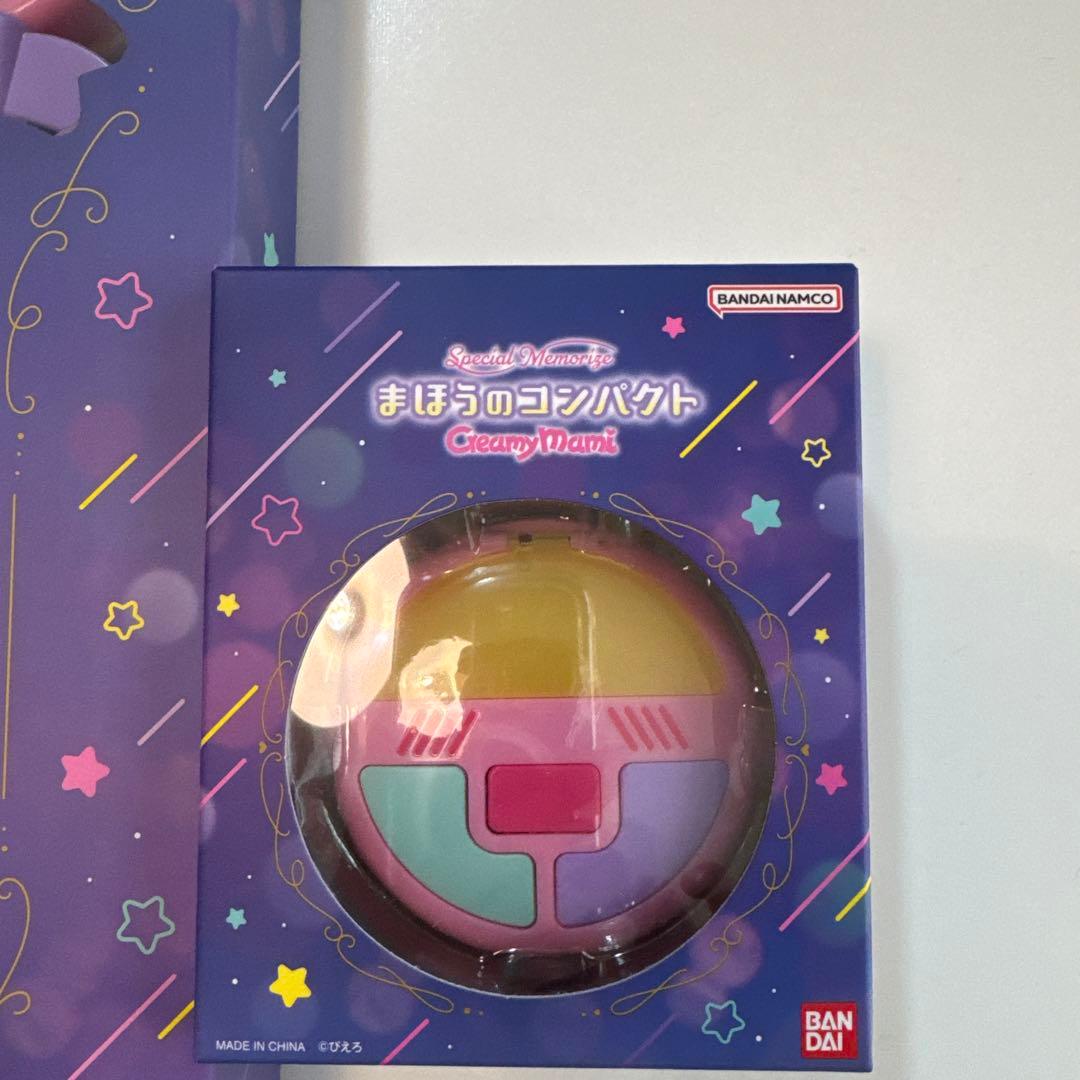 BANDAI NAMCO
Special Memorize
まほうのコンパクト
Creamy Mami
MADE IN CHINA ©ぴえろ
BAN
DAI